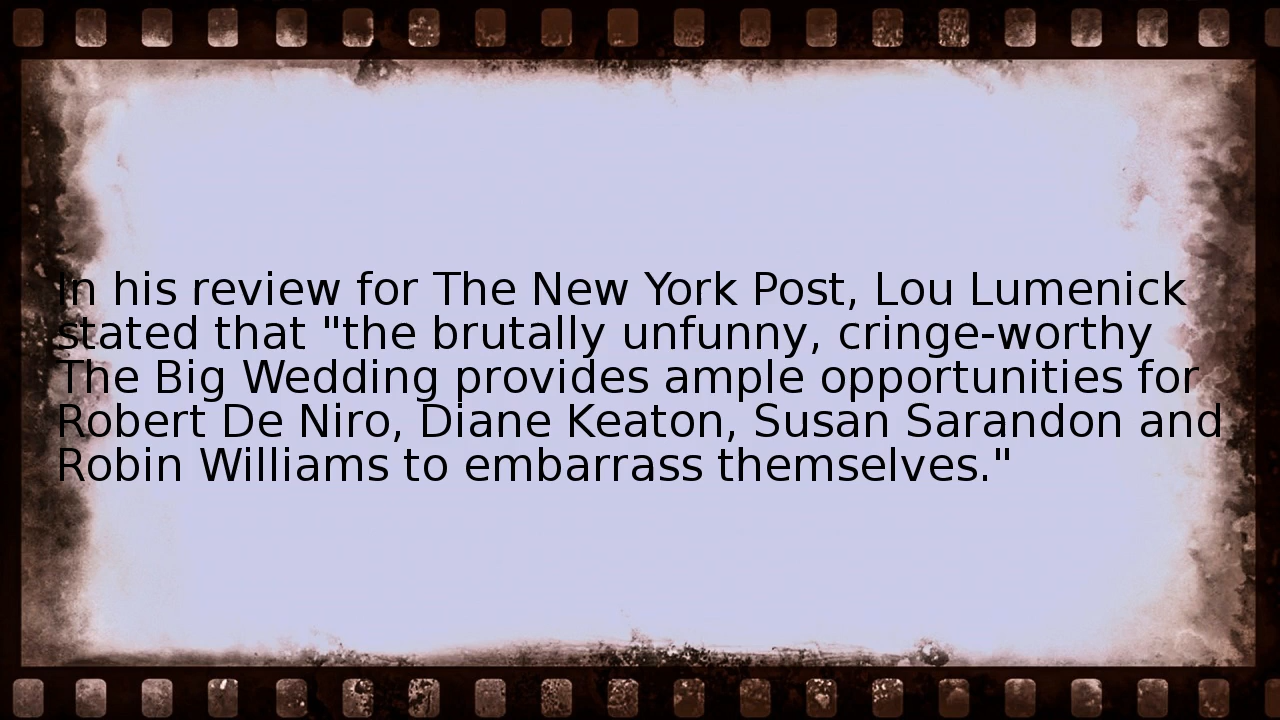 In his review for The New York Post, Lou Lumenick
stated that "the brutally unfunny, cringe-worthy
The Big Wedding provides ample opportunities for
Robert De Niro, Diane Keaton, Susan Sarandon and
Robin Williams to embarrass themselves."